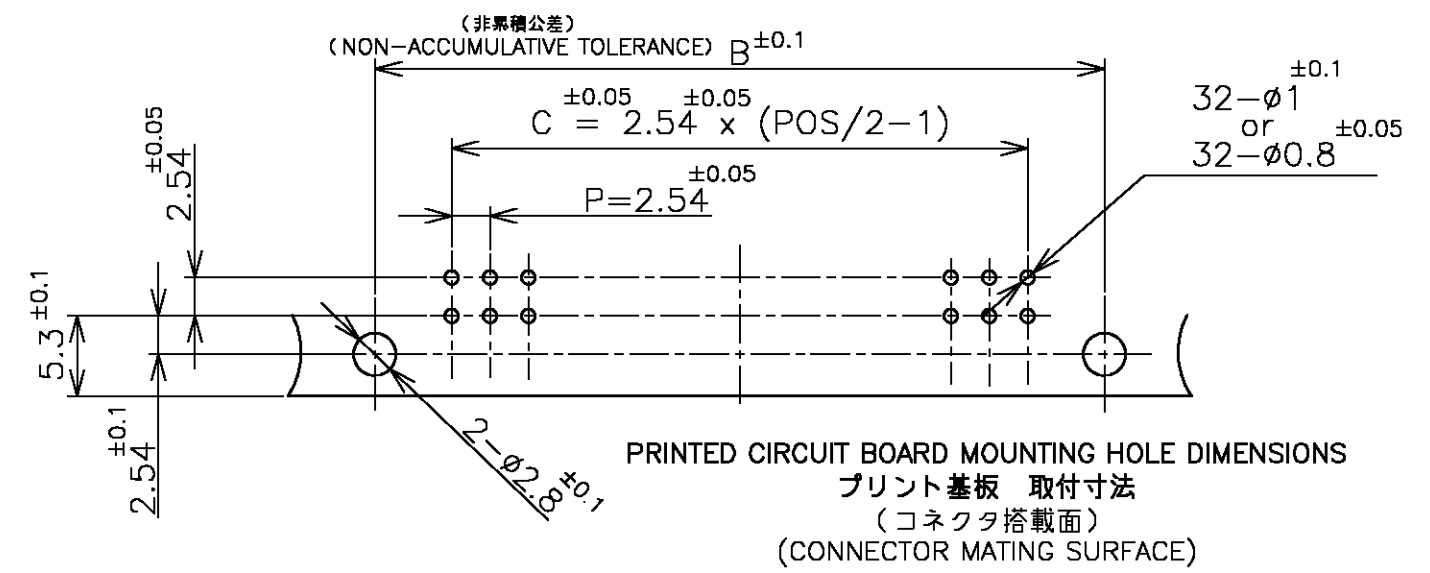 (非累積公差)
(NON-ACCUMULATIVE TOLERANCE) B±0.1
C±0.05 = 2.54±0.05 x (POS/2-1)
P=2.54±0.05
32-ø1±0.1
or
32-ø0.8±0.05
2.54±0.05
5.3±0.1
2.54±0.1
2-ø2.8±0.1
PRINTED CIRCUIT BOARD MOUNTING HOLE DIMENSIONS
プリント基板 取付寸法
(コネクタ搭載面)
(CONNECTOR MATING SURFACE)